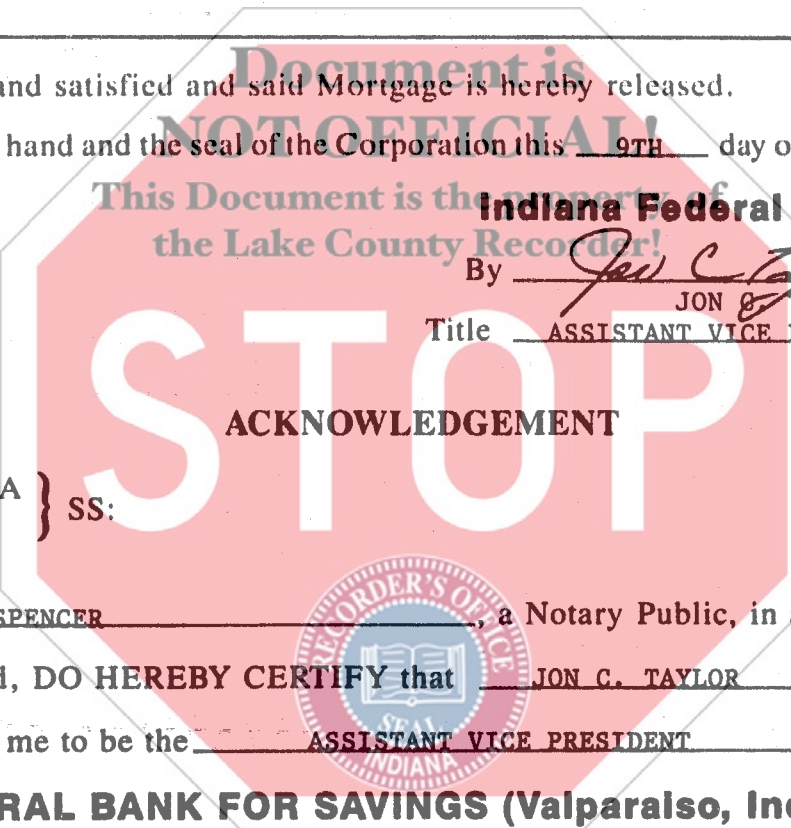 Document is
and satisfied and said Mortgage is hereby released.
NOT OFFICIAL!
hand and the seal of the Corporation this 9TH day o
This Document is the property of
Indiana Federal
the Lake County Recorder!
By Jon C. Ta
JON C.
Title ASSISTANT VICE
STOP
ACKNOWLEDGEMENT
A } SS:
SPENCER, a Notary Public, in
RECORDER'S OFFICE
DO HEREBY CERTIFY that JON C. TAYLOR
SEAL
me to be the ASSISTANT VICE PRESIDENT
INDIANA
RAL BANK FOR SAVINGS (Valparaiso, Ind